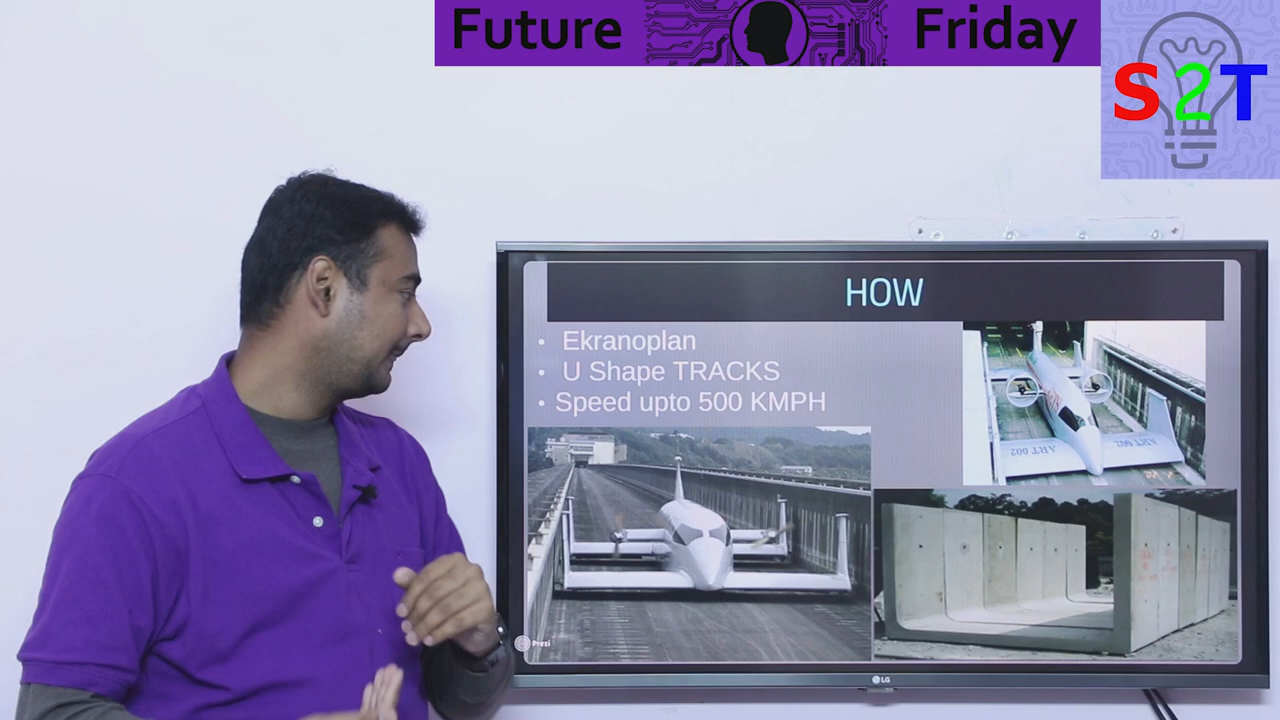 Future Friday
S2T
HOW
• Ekranoplan
• U Shape TRACKS
• Speed upto 500 KMPH
ART 002
ART 002
Prezi
LG